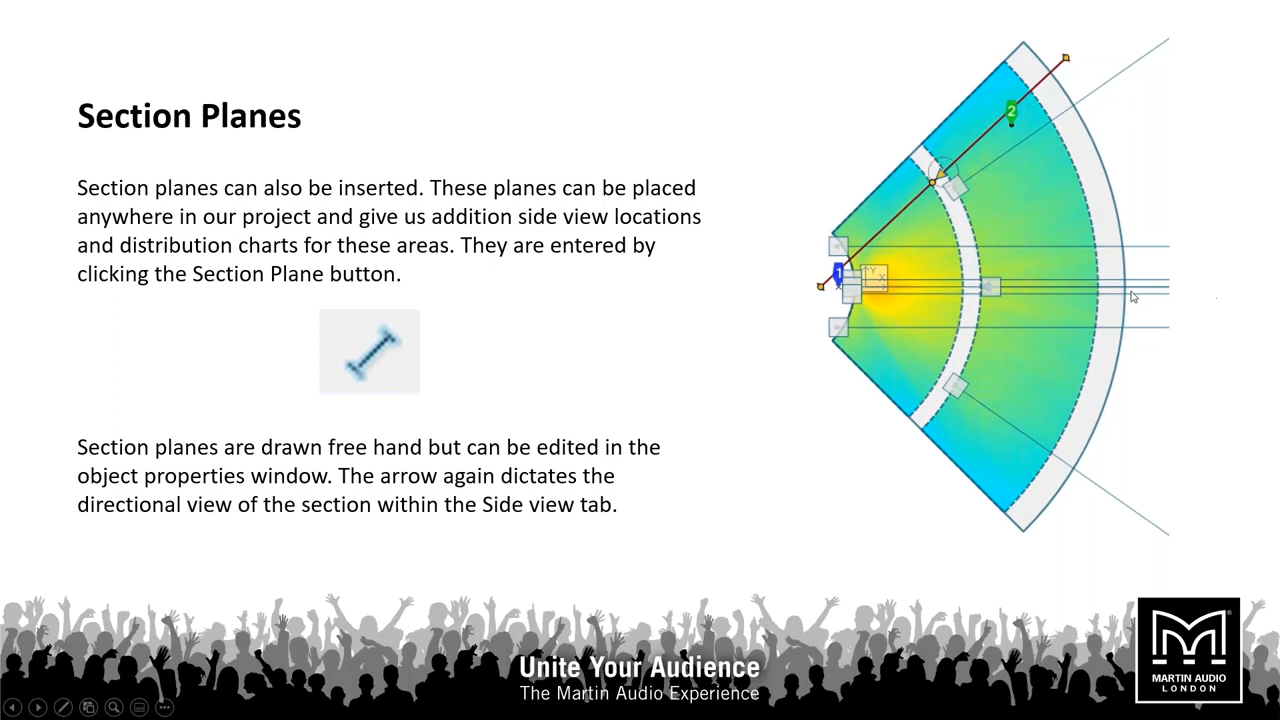 Section Planes
Section planes can also be inserted. These planes can be placed
anywhere in our project and give us addition side view locations
and distribution charts for these areas. They are entered by
clicking the Section Plane button.
Section planes are drawn free hand but can be edited in the
object properties window. The arrow again dictates the
directional view of the section within the Side view tab.
2
1
Y
X
X
Unite Your Audience
The Martin Audio Experience
MARTIN AUDIO
LONDON